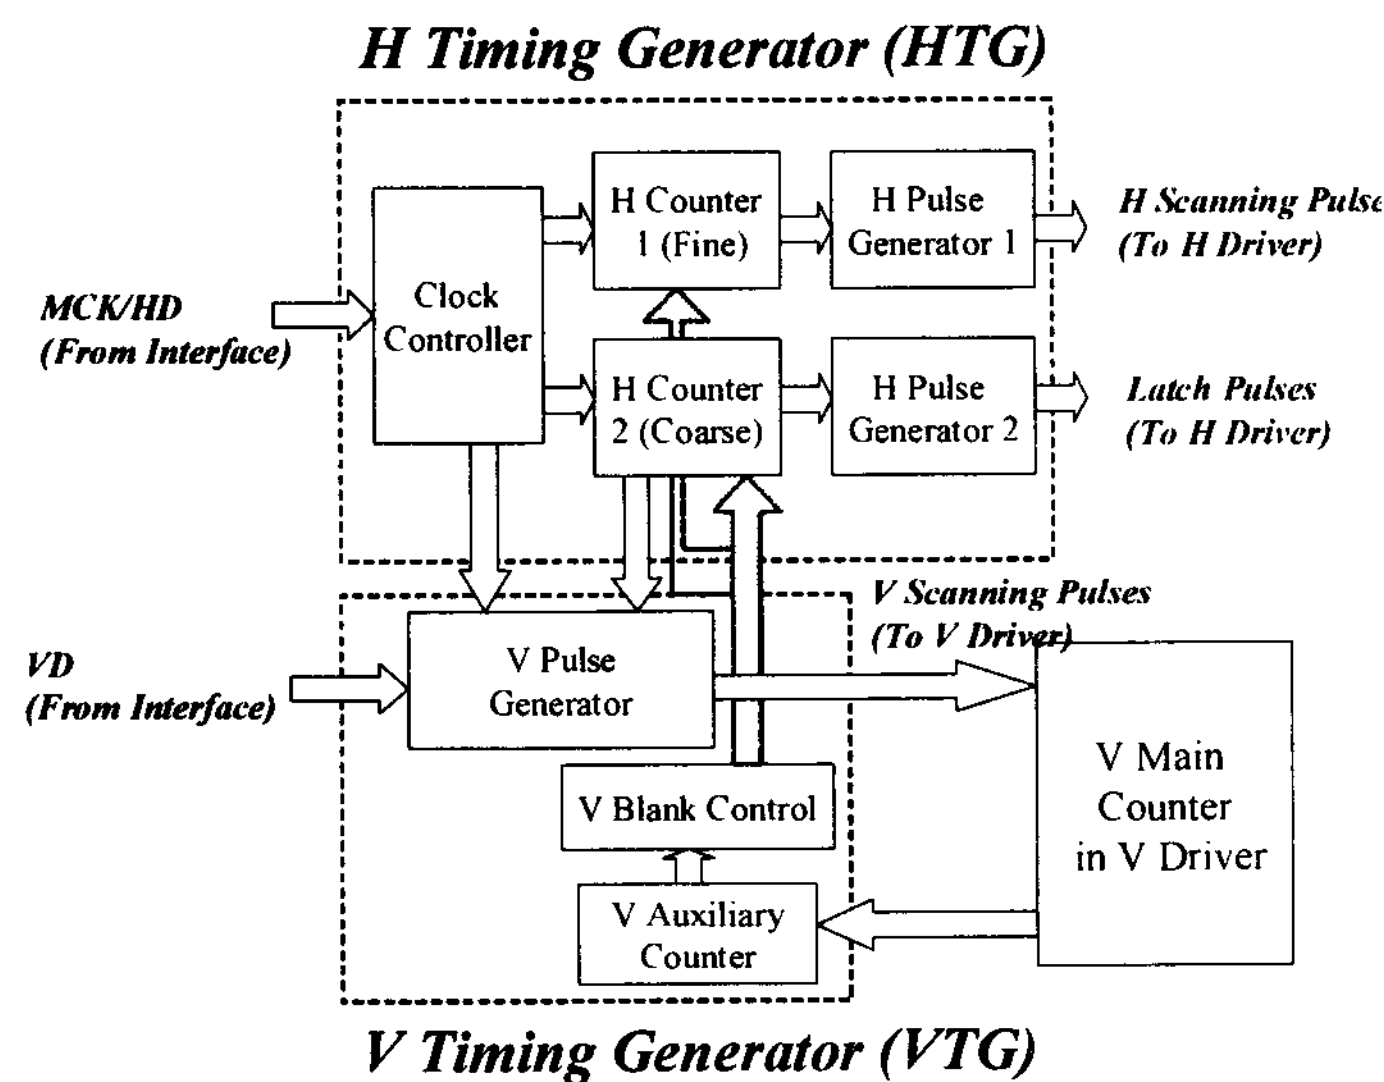 H Timing Generator (HTG)
H Counter
1 (Fine)
H Pulse
Generator 1
H Scanning Pulse
(To H Driver)
Clock
Controller
MCK/HD
(From Interface)
H Counter
2 (Coarse)
H Pulse
Generator 2
Latch Pulses
(To H Driver)
V Scanning Pulses
(To V Driver)
VD
(From Interface)
V Pulse
Generator
V Main
Counter
in V Driver
V Blank Control
V Auxiliary
Counter
V Timing Generator (VTG)